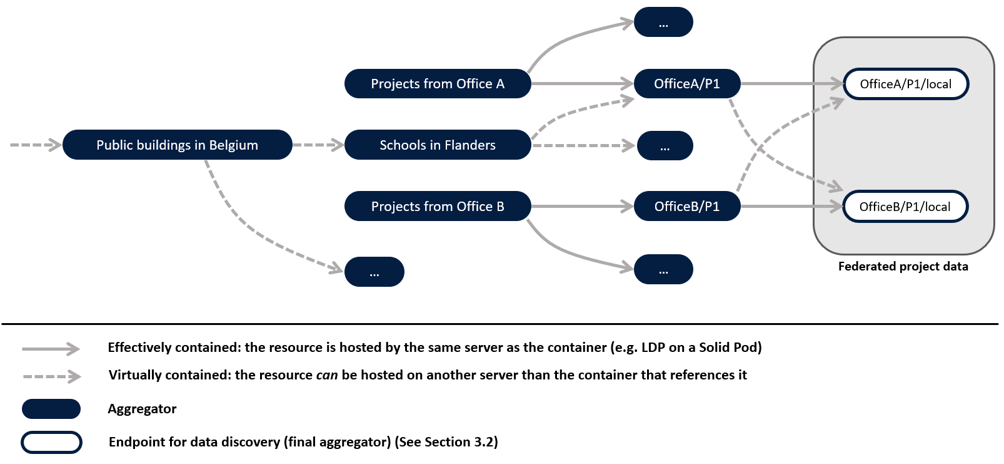 ...
Projects from Office A
OfficeA/P1
OfficeA/P1/local
Public buildings in Belgium
Schools in Flanders
...
Projects from Office B
OfficeB/P1
OfficeB/P1/local
...
...
Federated project data
Effectively contained: the resource is hosted by the same server as the container (e.g. LDP on a Solid Pod)
Virtually contained: the resource can be hosted on another server than the container that references it
Aggregator
Endpoint for data discovery (final aggregator) (See Section 3.2)